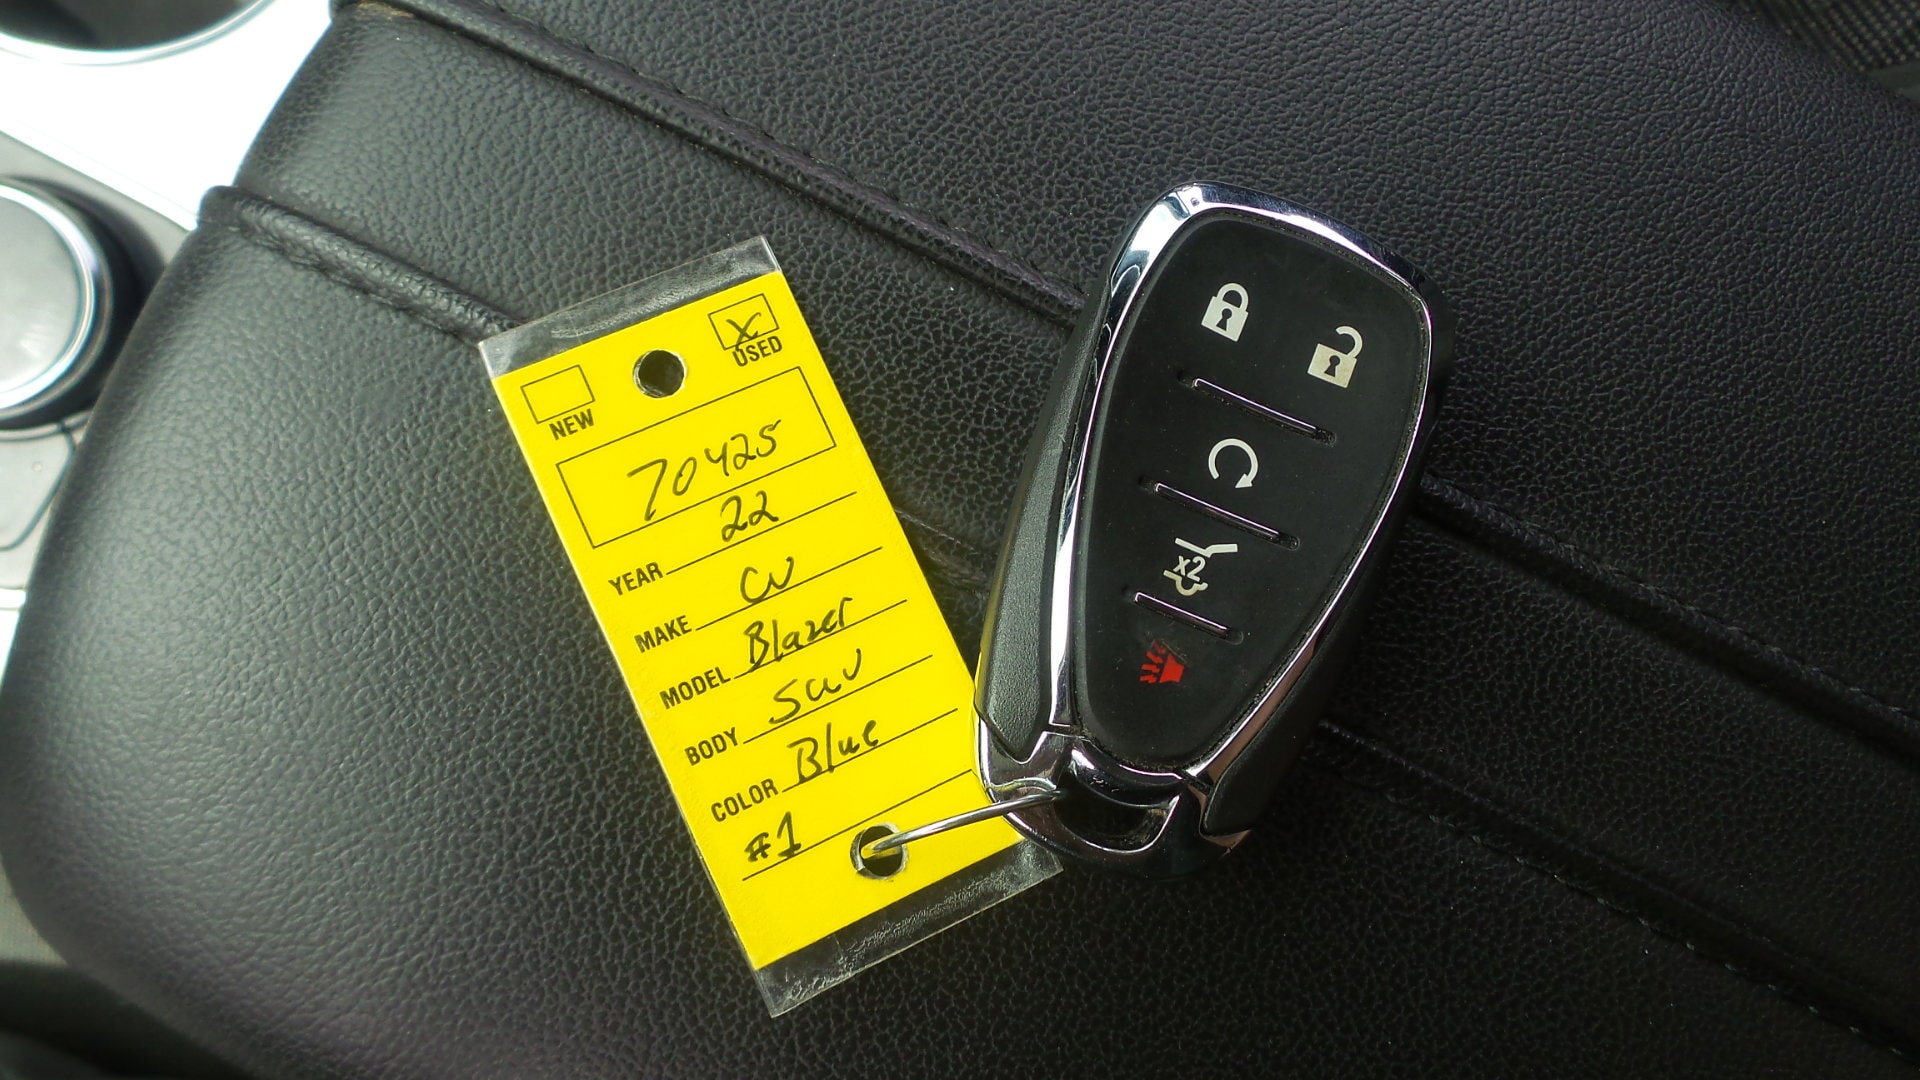 NEW
X
USED
70425
YEAR 22
MAKE CV
MODEL Blazer
BODY SUV
COLOR Blue
#1
x2